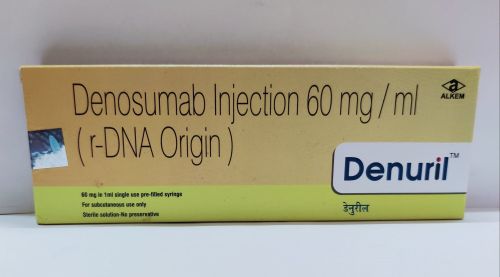 Denosumab Injection 60 mg / ml
( r-DNA Origin )
ALKEM
Denuril™
डेनुरील
60 mg in 1ml single use pre-filled syringe
For subcutaneous use only
Sterile solution-No preservative